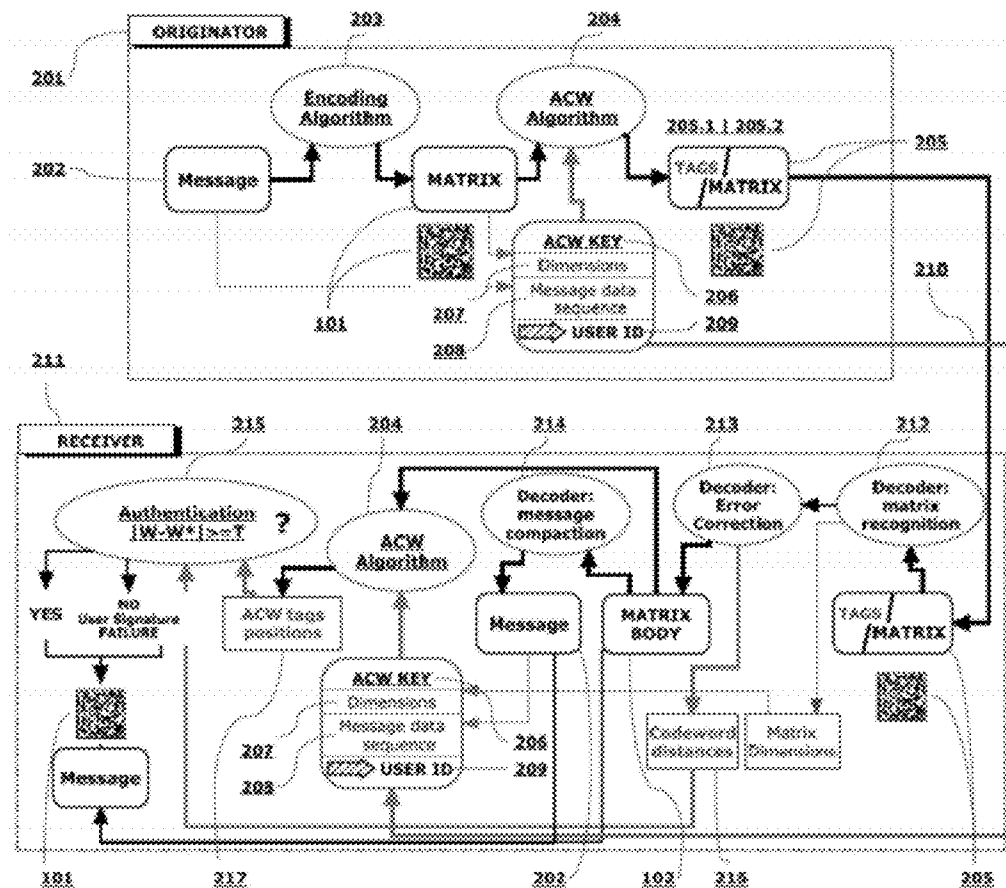 203
204
ORIGINATOR
201
Encoding
Algorithm
ACW
Algorithm
205.1 | 205.2
205
202
Message
MATRIX
TAGS
MATRIX
ACW KEY
210
Dimensions
Message data
sequence
206
207
101
USER ID
209
208
211
RECEIVER
215
204
214
213
212
Authentisation
|W-W*|>=T
?
Decoder:
message
compaction
Decoder:
Error
Correction
Decoder:
matrix
recognition
ACW
Algorithm
YES
NO
User Signature
FAILURE
ACW tags
positions
Message
MATRIX
BODY
TAGS
MATRIX
ACW KEY
Dimensions
Message data
sequence
USER ID
207
206
208
209
Codeword
distances
Matrix
Dimensions
Message
101
217
202
102
216
205